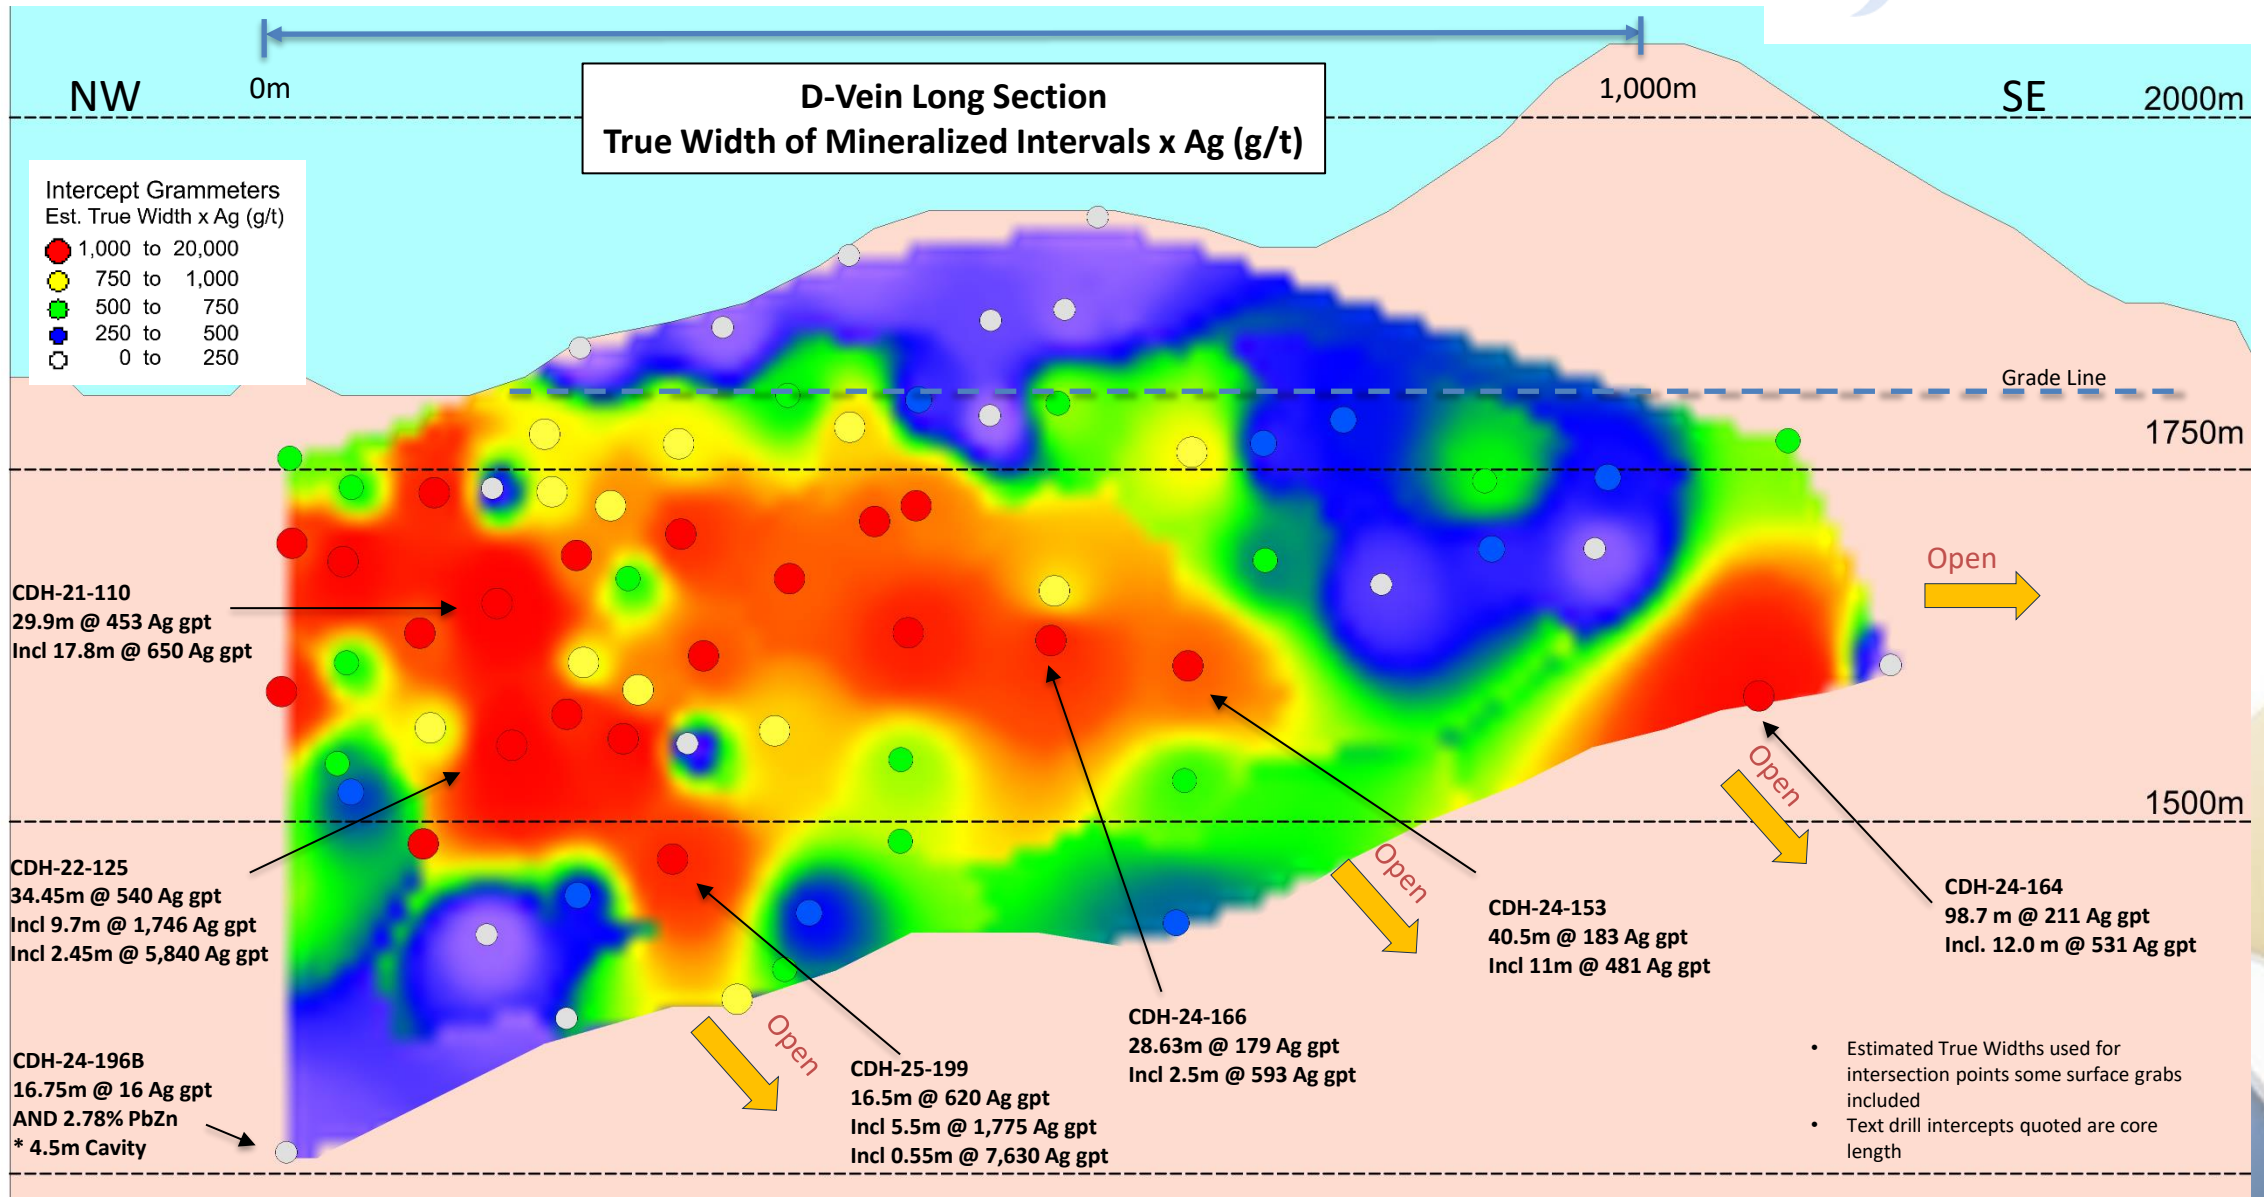 0m
1,000m
NW
SE
2000m
D-Vein Long Section
True Width of Mineralized Intervals x Ag (g/t)
Intercept Grammeters
Est. True Width x Ag (g/t)
1,000 to 20,000
750 to 1,000
500 to 750
250 to 500
0 to 250
Grade Line
1750m
Open
CDH-21-110
29.9m @ 453 Ag gpt
Incl 17.8m @ 650 Ag gpt
Open
1500m
Open
CDH-22-125
34.45m @ 540 Ag gpt
Incl 9.7m @ 1,746 Ag gpt
Incl 2.45m @ 5,840 Ag gpt
CDH-24-153
40.5m @ 183 Ag gpt
Incl 11m @ 481 Ag gpt
CDH-24-164
98.7 m @ 211 Ag gpt
Incl. 12.0 m @ 531 Ag gpt
CDH-24-166
28.63m @ 179 Ag gpt
Incl 2.5m @ 593 Ag gpt
Open
CDH-24-196B
16.75m @ 16 Ag gpt
AND 2.78% PbZn
* 4.5m Cavity
CDH-25-199
16.5m @ 620 Ag gpt
Incl 5.5m @ 1,775 Ag gpt
Incl 0.55m @ 7,630 Ag gpt
• Estimated True Widths used for
intersection points some surface grabs
included
• Text drill intercepts quoted are core
length